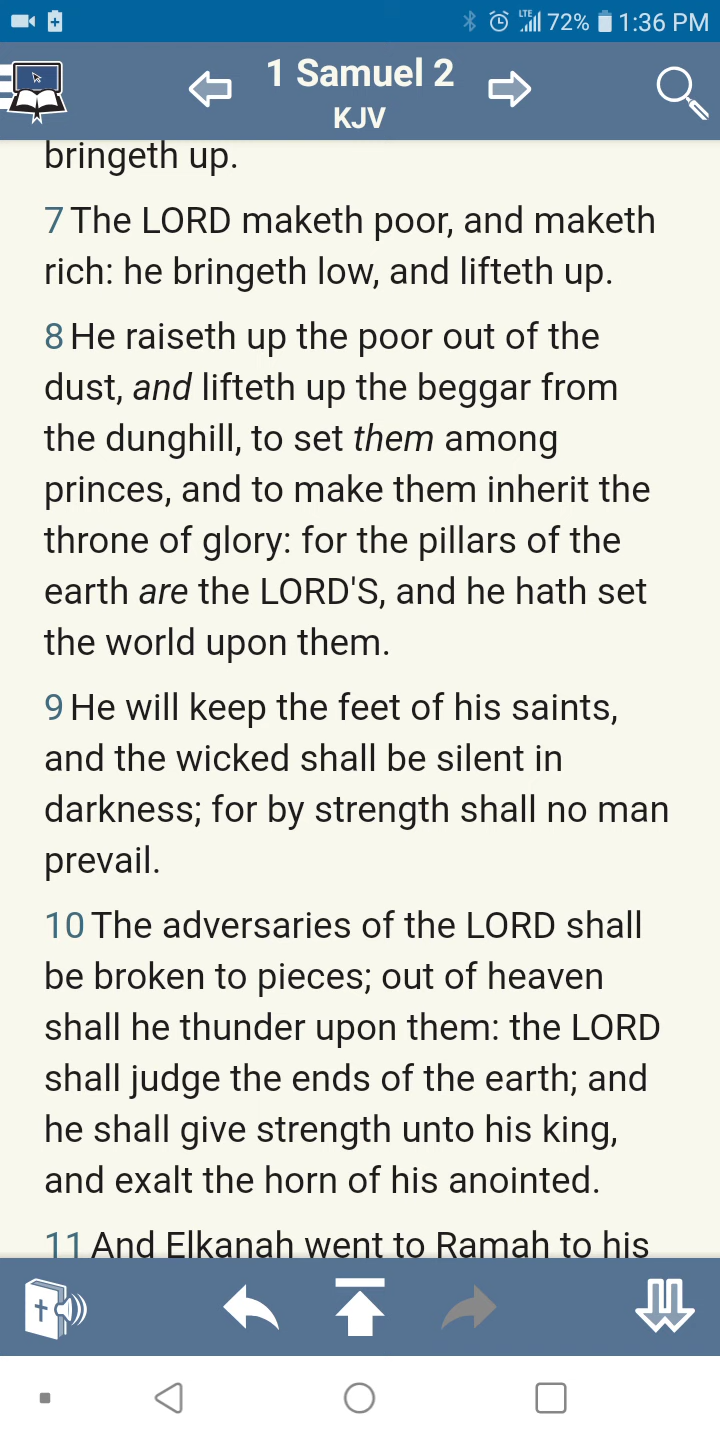 LTE 72% 1:36 PM
1 Samuel 2
KJV
bringeth up.
7 The LORD maketh poor, and maketh
rich: he bringeth low, and lifteth up.
8 He raiseth up the poor out of the
dust, and lifteth up the beggar from
the dunghill, to set them among
princes, and to make them inherit the
throne of glory: for the pillars of the
earth are the LORD'S, and he hath set
the world upon them.
9 He will keep the feet of his saints,
and the wicked shall be silent in
darkness; for by strength shall no man
prevail.
10 The adversaries of the LORD shall
be broken to pieces; out of heaven
shall he thunder upon them: the LORD
shall judge the ends of the earth; and
he shall give strength unto his king,
and exalt the horn of his anointed.
11 And Elkanah went to Ramah to his